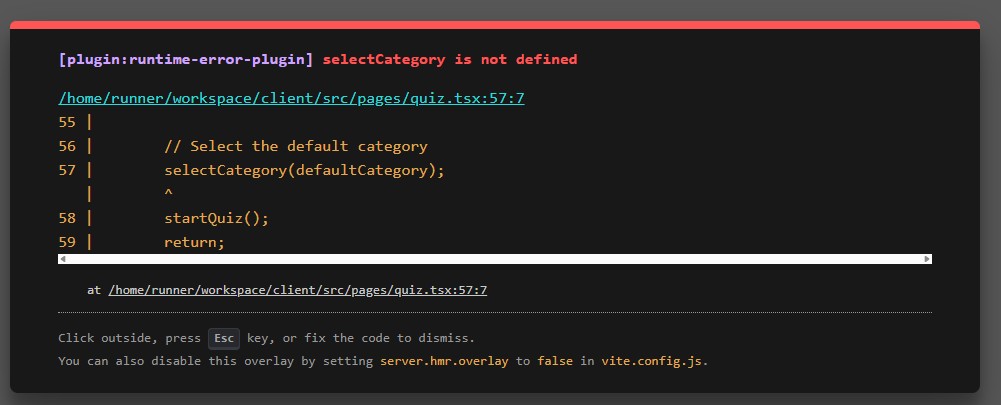 [plugin:runtime-error-plugin] selectCategory is not defined
/home/runner/workspace/client/src/pages/quiz.tsx:57:7
55 |
56 |        // Select the default category
57 |        selectCategory(defaultCategory);
   |        ^
58 |        startQuiz();
59 |        return;
at /home/runner/workspace/client/src/pages/quiz.tsx:57:7
Click outside, press Esc key, or fix the code to dismiss.
You can also disable this overlay by setting server.hmr.overlay to false in vite.config.js.